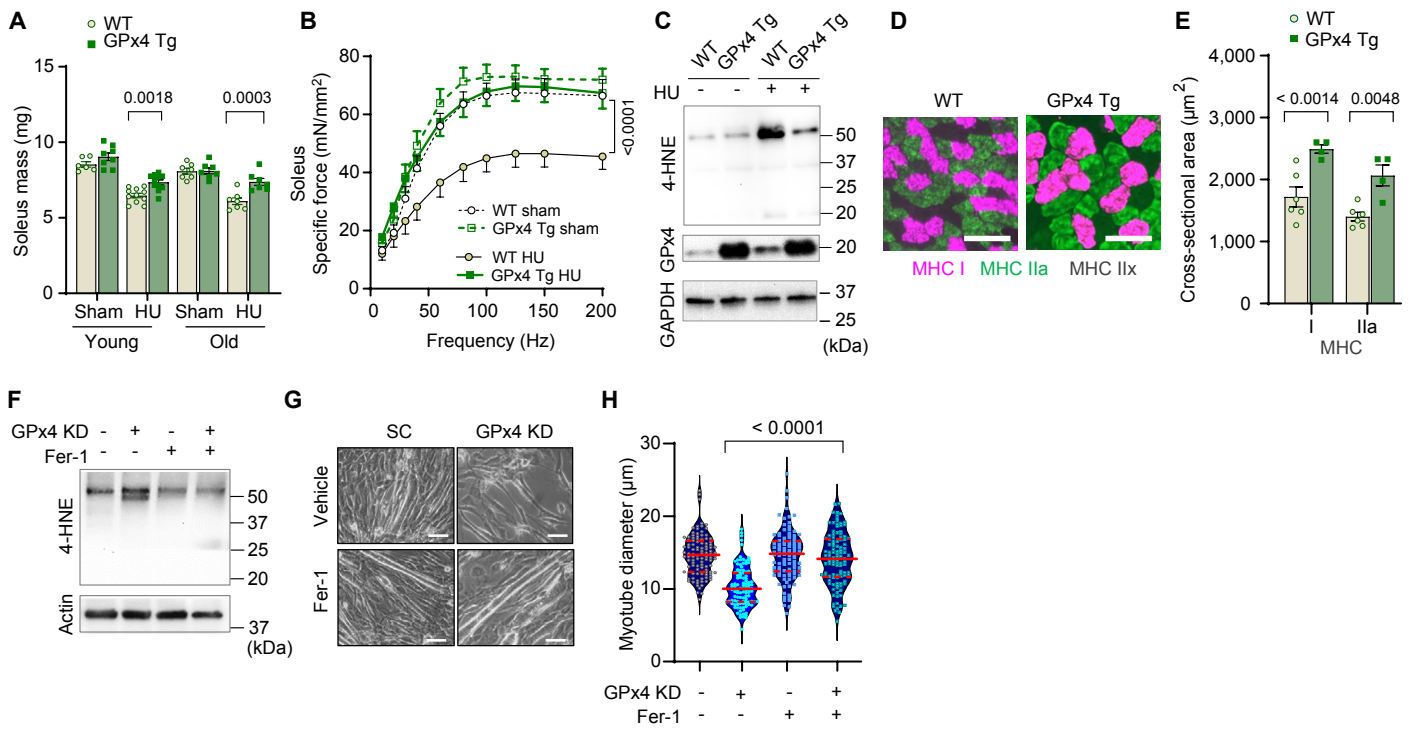 A
WT
GPx4 Tg
Soleus mass (mg)
15
10
5
0
0.0018
0.0003
Sham HU Sham HU
Young Old
B
Soleus
Specific force (mN/mm²)
80
60
40
20
0
<0.0001
WT sham
GPx4 Tg sham
WT HU
GPx4 Tg HU
0 50 100 150 200
Frequency (Hz)
C
WT GPx4 Tg WT GPx4 Tg
HU - - + +
4-HNE
50
37
25
20
GPx4
20
GAPDH
37
25
(kDa)
D
WT GPx4 Tg
MHC I MHC IIa MHC IIx
E
WT
GPx4 Tg
Cross-sectional area (µm²)
4,000
3,000
2,000
1,000
0
< 0.0014 0.0048
I IIa
MHC
F
GPx4 KD - + - +
Fer-1 - - + +
4-HNE
50
37
25
20
Actin
37
(kDa)
G
SC GPx4 KD
Vehicle
Fer-1
H
Myotube diameter (µm)
30
20
10
0
< 0.0001
GPx4 KD - + - +
Fer-1 - - + +